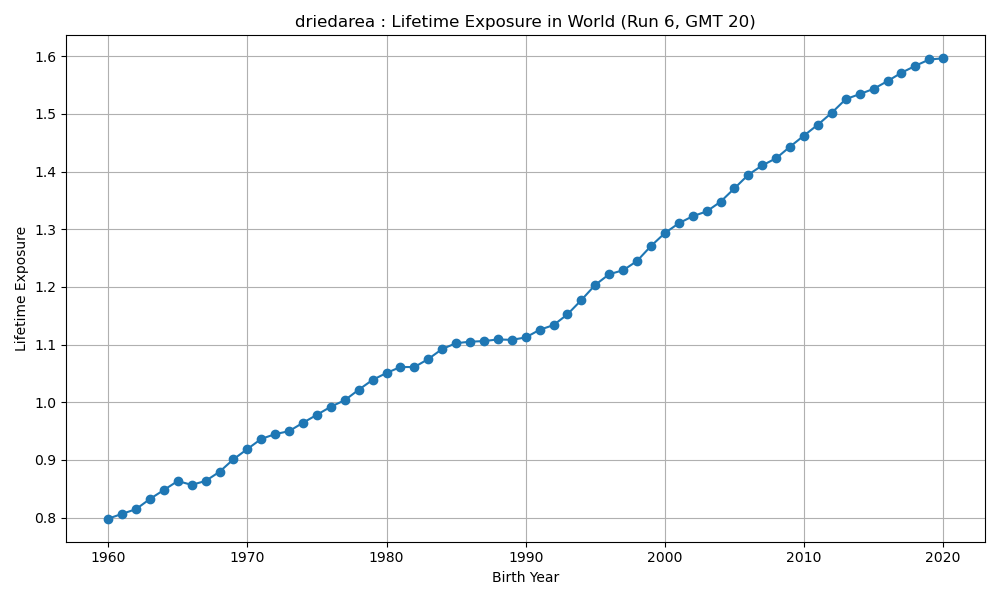 driedarea : Lifetime Exposure in World (Run 6, GMT 20)
Lifetime Exposure
1.6
1.5
1.4
1.3
1.2
1.1
1.0
0.9
0.8
1960 1970 1980 1990 2000 2010 2020
Birth Year